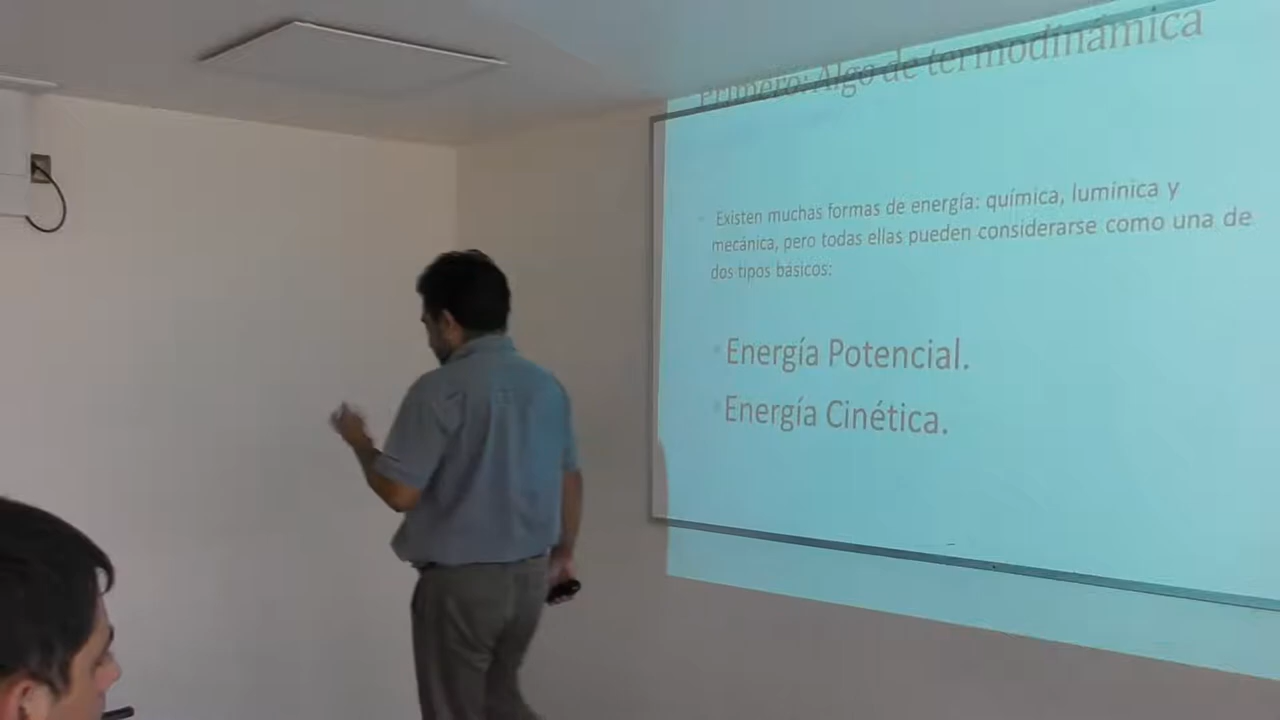 Primero: Algo de termodinámica
Existen muchas formas de energía: química, lumínica y
mecánica, pero todas ellas pueden considerarse como una de
dos tipos básicos:
Energía Potencial.
Energía Cinética.